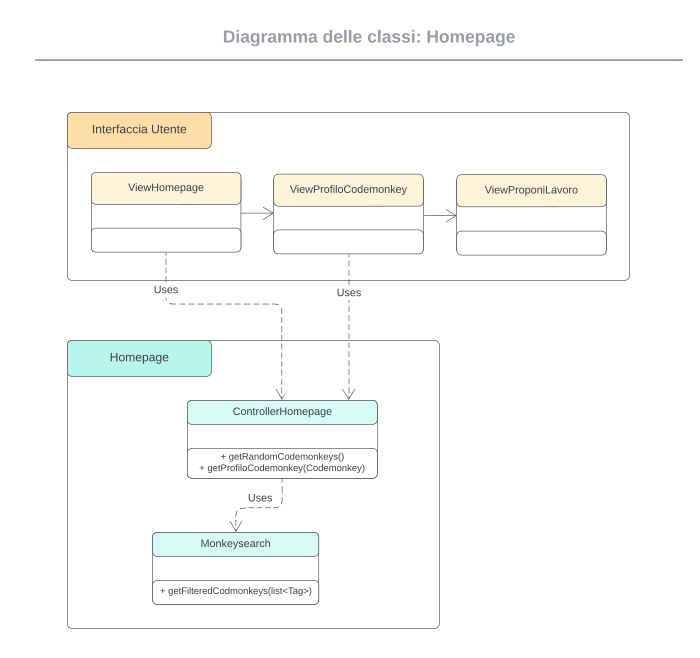 Diagramma delle classi: Homepage
Interfaccia Utente
ViewHomepage
ViewProfiloCodemonkey
ViewProponiLavoro
Uses
Uses
Homepage
ControllerHomepage
+ getRandomCodemonkeys()
+ getProfiloCodemonkey(Codemonkey)
Uses
Monkeysearch
+ getFilteredCodmonkeys(list<Tag>)